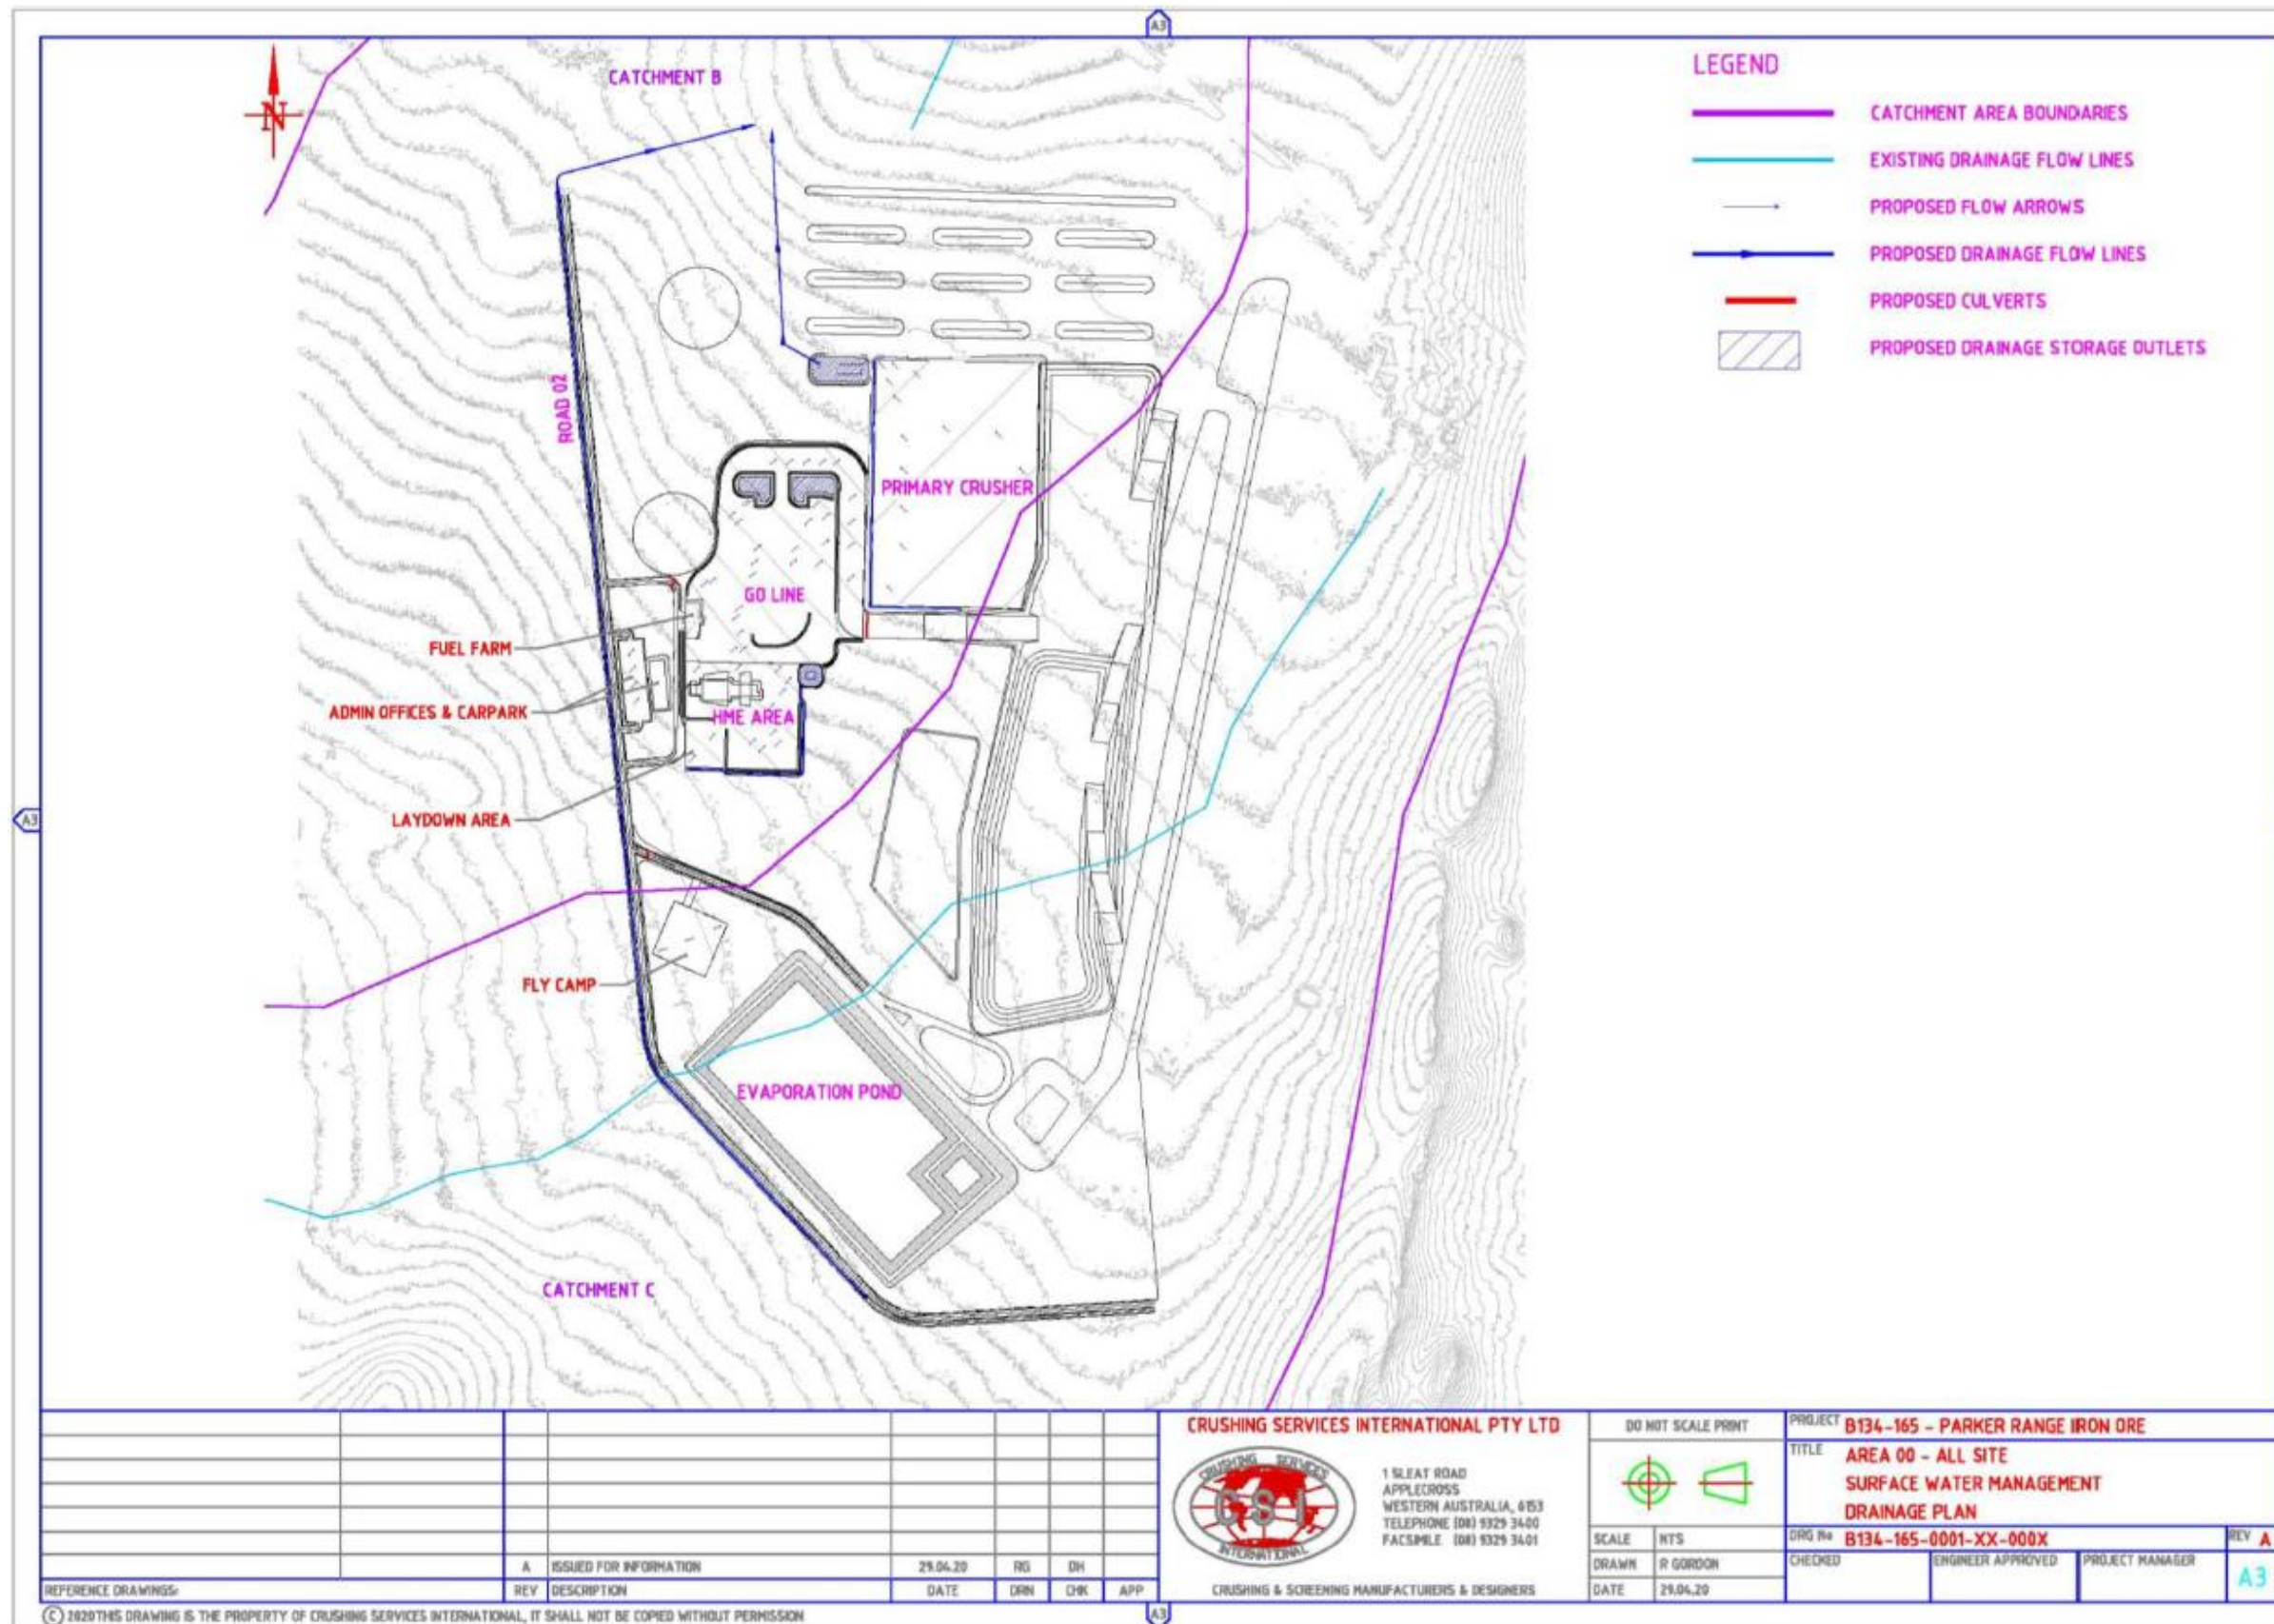 A3
CATCHMENT B
N
ROAD 02
PRIMARY CRUSHER
GO LINE
FUEL FARM
ADMIN OFFICES & CARPARK
HME AREA
LAYDOWN AREA
A3
FLY CAMP
EVAPORATION POND
CATCHMENT C
LEGEND
CATCHMENT AREA BOUNDARIES
EXISTING DRAINAGE FLOW LINES
PROPOSED FLOW ARROWS
PROPOSED DRAINAGE FLOW LINES
PROPOSED CULVERTS
PROPOSED DRAINAGE STORAGE OUTLETS
A ISSUED FOR INFORMATION 29.04.20 RG DH
REFERENCE DRAWINGS: REV DESCRIPTION DATE DRN CHK APP
CRUSHING SERVICES INTERNATIONAL PTY LTD
CRUSHING SERVICES
CSI
INTERNATIONAL
1 SLEAT ROAD
APPLECROSS
WESTERN AUSTRALIA, 6153
TELEPHONE (08) 9329 3400
FACSIMILE (08) 9329 3401
CRUSHING & SCREENING MANUFACTURERS & DESIGNERS
DO NOT SCALE PRINT
SCALE NTS
DRAWN R GORDON
DATE 29.04.20
PROJECT B134-165 - PARKER RANGE IRON ORE
TITLE AREA 00 - ALL SITE
SURFACE WATER MANAGEMENT
DRAINAGE PLAN
DRG No B134-165-0001-XX-000X REV A
CHECKED ENGINEER APPROVED PROJECT MANAGER A3
© 2020 THIS DRAWING IS THE PROPERTY OF CRUSHING SERVICES INTERNATIONAL, IT SHALL NOT BE COPIED WITHOUT PERMISSION
A3